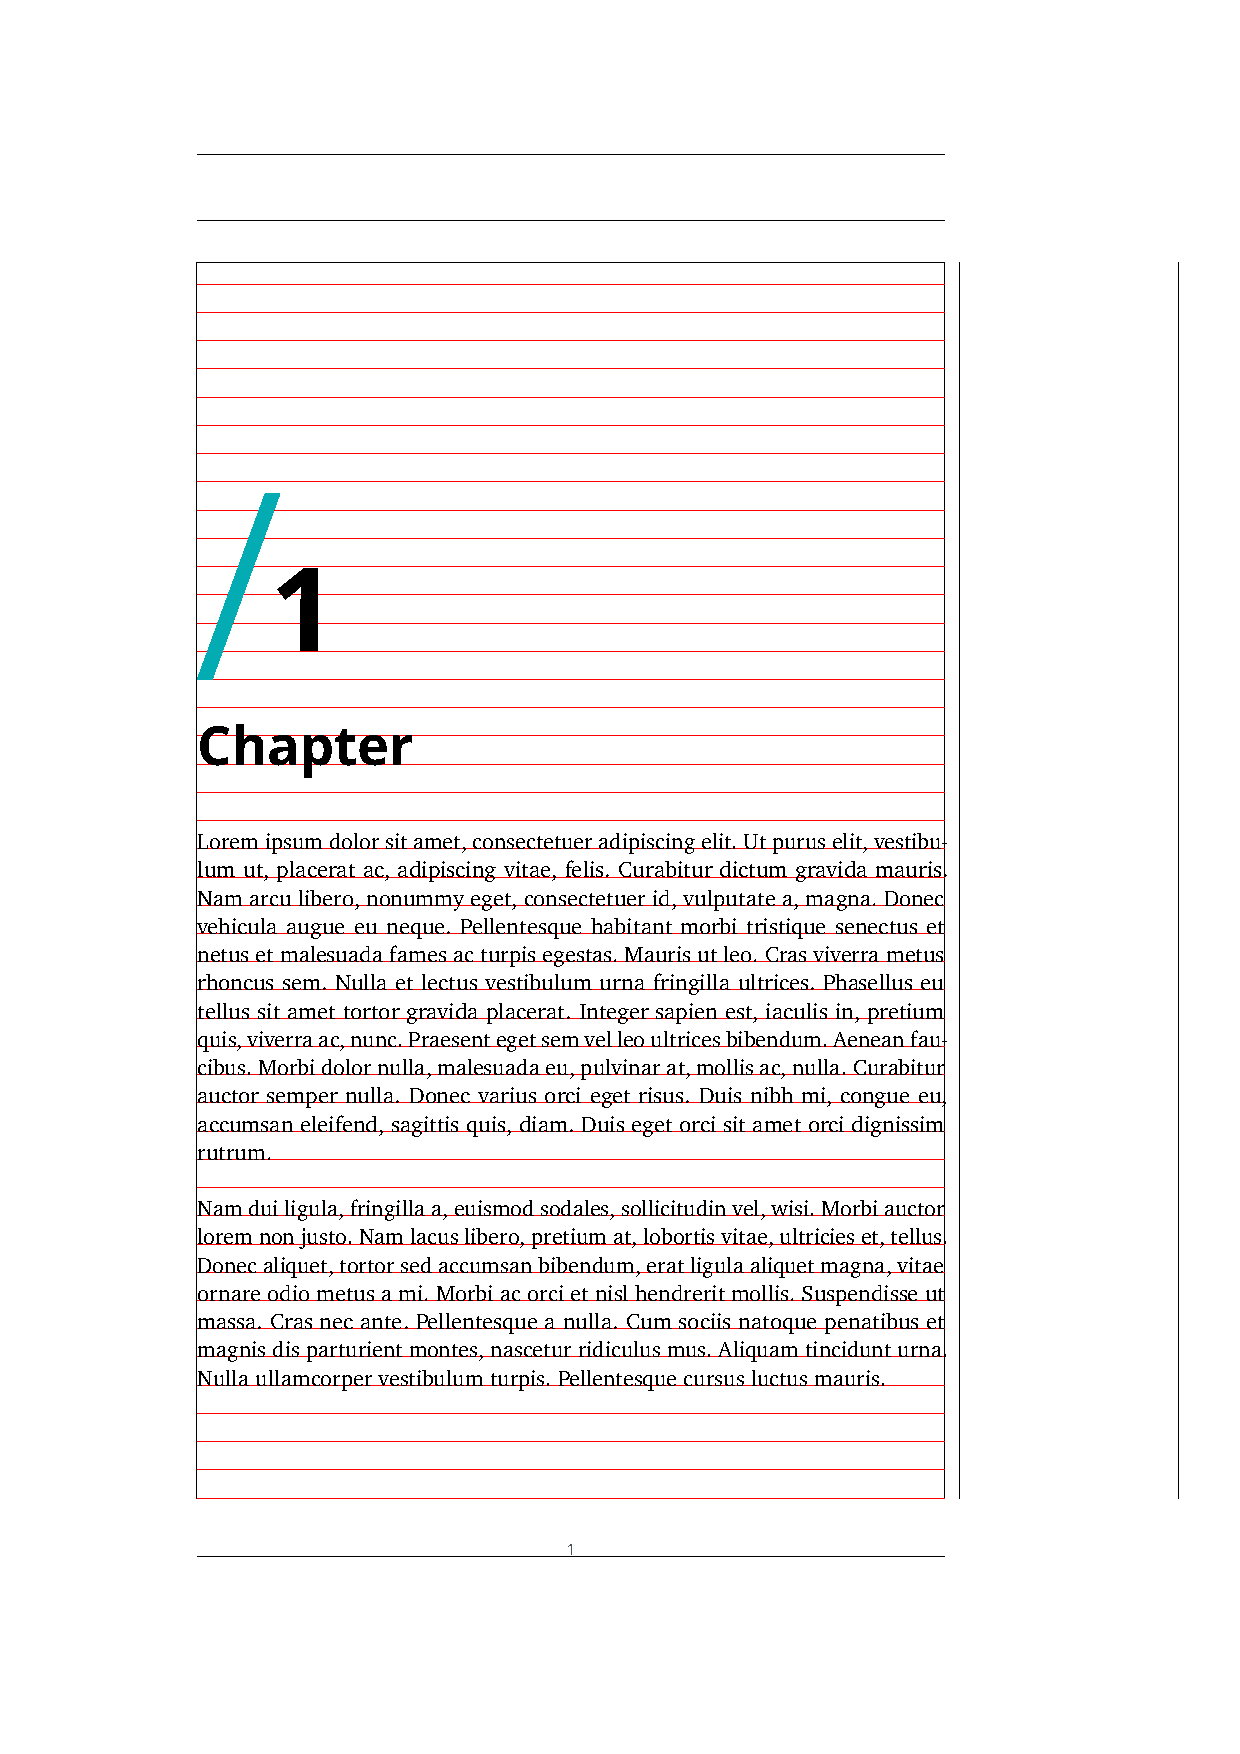 /1
Chapter
Lorem ipsum dolor sit amet, consectetuer adipiscing elit. Ut purus elit, vestibu-
lum ut, placerat ac, adipiscing vitae, felis. Curabitur dictum gravida mauris.
Nam arcu libero, nonummy eget, consectetuer id, vulputate a, magna. Donec
vehicula augue eu neque. Pellentesque habitant morbi tristique senectus et
netus et malesuada fames ac turpis egestas. Mauris ut leo. Cras viverra metus
rhoncus sem. Nulla et lectus vestibulum urna fringilla ultrices. Phasellus eu
tellus sit amet tortor gravida placerat. Integer sapien est, iaculis in, pretium
quis, viverra ac, nunc. Praesent eget sem vel leo ultrices bibendum. Aenean fau-
cibus. Morbi dolor nulla, malesuada eu, pulvinar at, mollis ac, nulla. Curabitur
auctor semper nulla. Donec varius orci eget risus. Duis nibh mi, congue eu,
accumsan eleifend, sagittis quis, diam. Duis eget orci sit amet orci dignissim
rutrum.
Nam dui ligula, fringilla a, euismod sodales, sollicitudin vel, wisi. Morbi auctor
lorem non justo. Nam lacus libero, pretium at, lobortis vitae, ultricies et, tellus.
Donec aliquet, tortor sed accumsan bibendum, erat ligula aliquet magna, vitae
ornare odio metus a mi. Morbi ac orci et nisl hendrerit mollis. Suspendisse ut
massa. Cras nec ante. Pellentesque a nulla. Cum sociis natoque penatibus et
magnis dis parturient montes, nascetur ridiculus mus. Aliquam tincidunt urna.
Nulla ullamcorper vestibulum turpis. Pellentesque cursus luctus mauris.
1